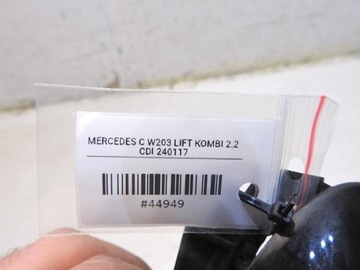 MERCEDES C W203 LIFT KOMBI 2.2
CDI 240117
#44949